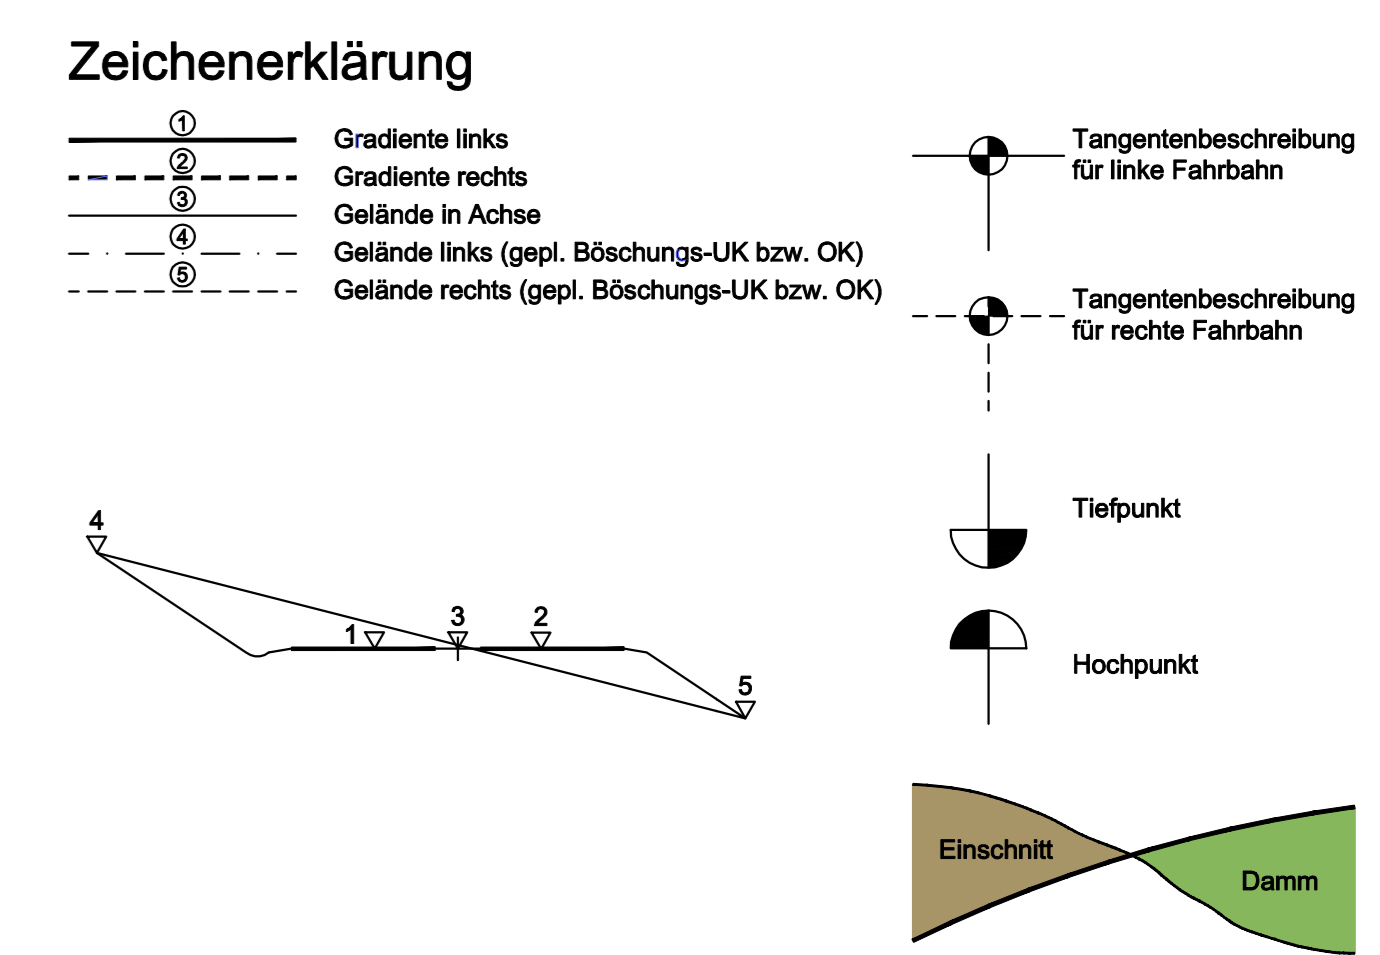 Zeichenerklärung
1
Gradiente links
2
Gradiente rechts
3
Gelände in Achse
4
Gelände links (gepl. Böschungs-UK bzw. OK)
5
Gelände rechts (gepl. Böschungs-UK bzw. OK)
Tangentenbeschreibung
für linke Fahrbahn
Tangentenbeschreibung
für rechte Fahrbahn
Tiefpunkt
Hochpunkt
4
1
3
2
5
Einschnitt
Damm